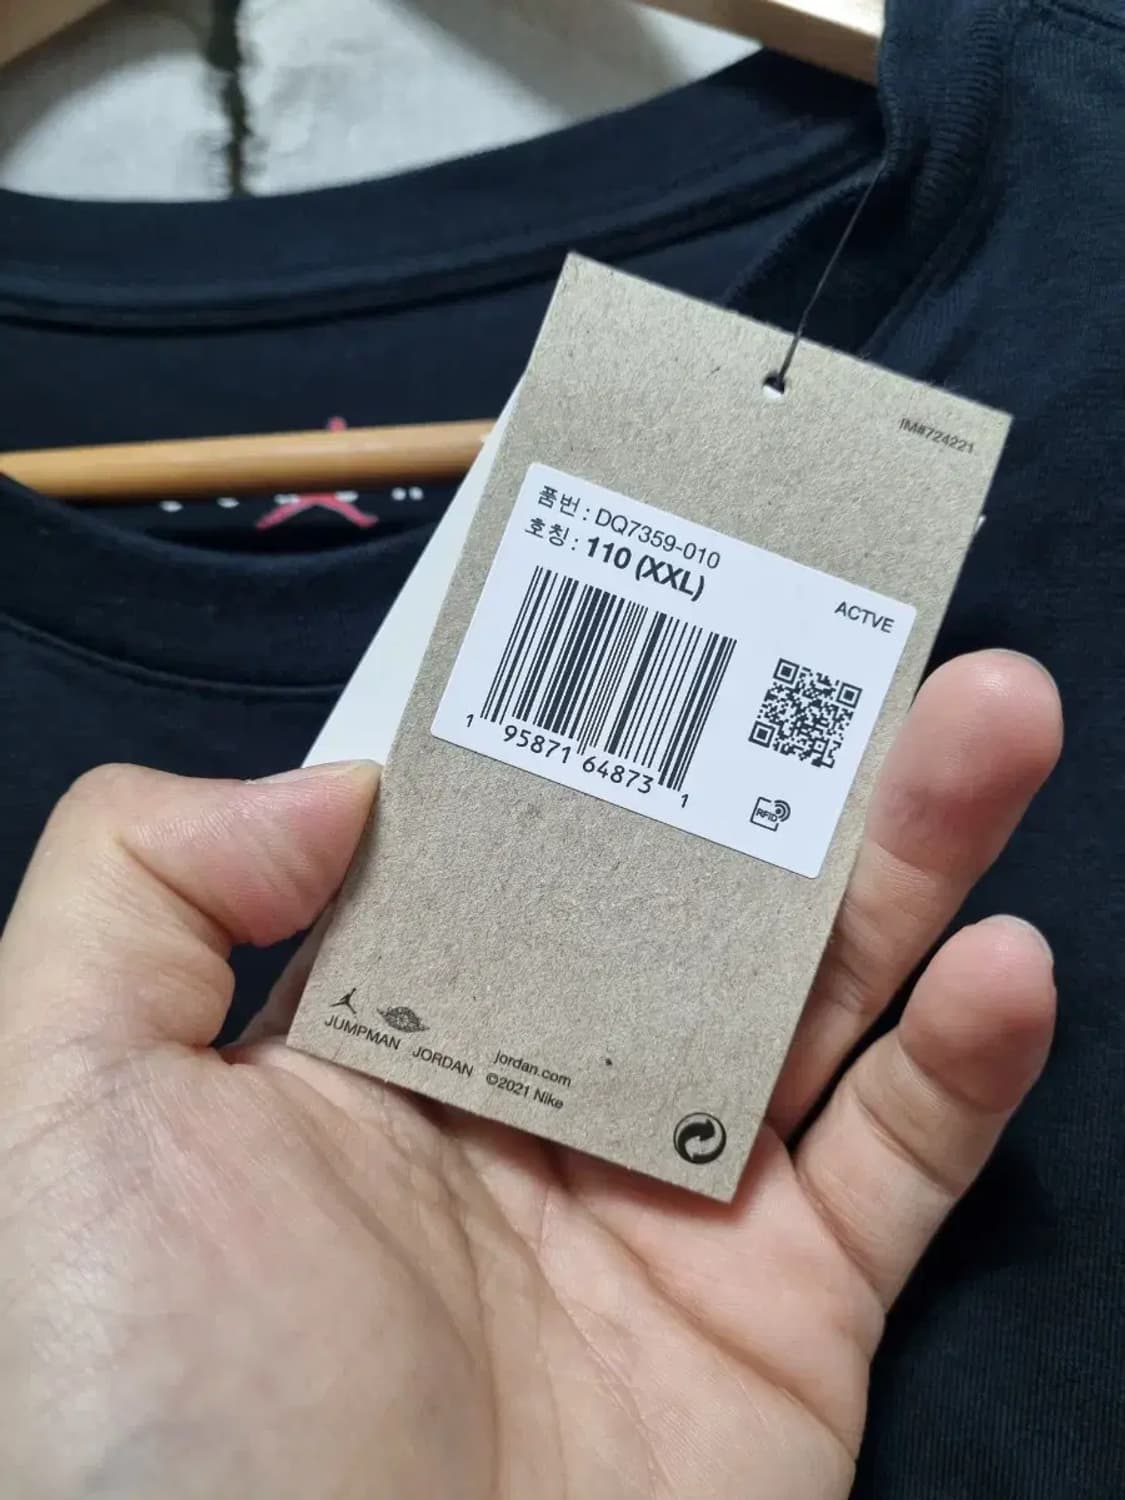 IM#724221
품번 : DQ7359-010
호칭 : 110 (XXL)
ACTVE
1 95871 64873 1
RFID
JUMPMAN JORDAN
jordan.com
©2021 Nike